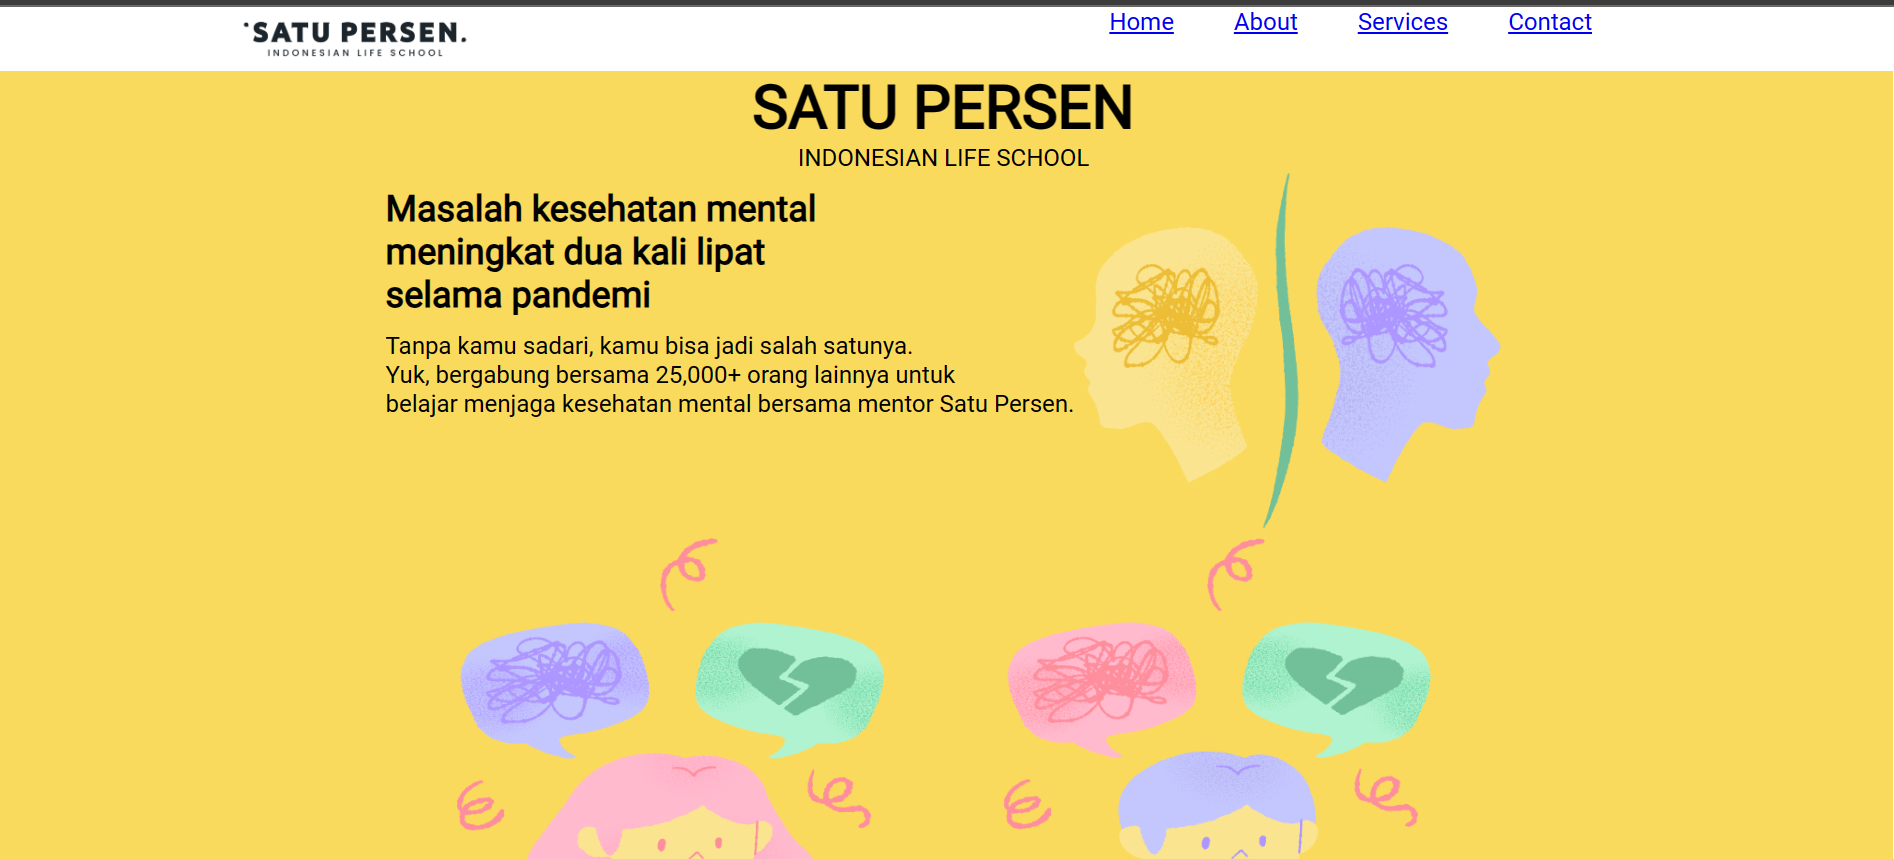 SATU PERSEN.
INDONESIAN LIFE SCHOOL
Home About Services Contact
SATU PERSEN
INDONESIAN LIFE SCHOOL
Masalah kesehatan mental
meningkat dua kali lipat
selama pandemi
Tanpa kamu sadari, kamu bisa jadi salah satunya.
Yuk, bergabung bersama 25,000+ orang lainnya untuk
belajar menjaga kesehatan mental bersama mentor Satu Persen.